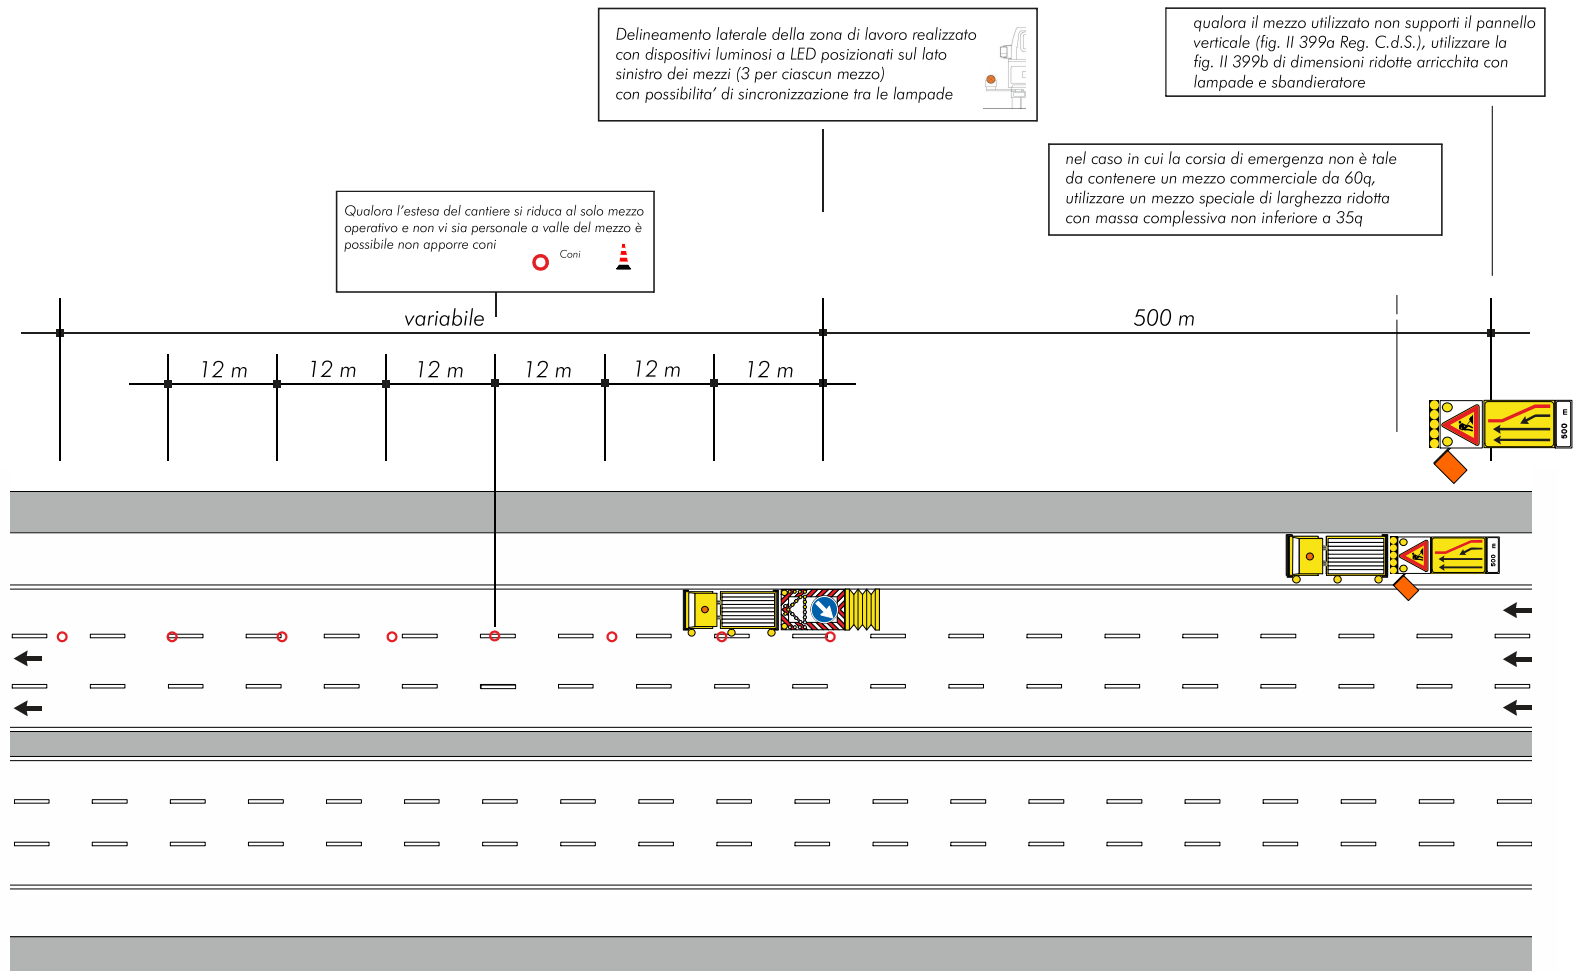 Delineamento laterale della zona di lavoro realizzato
con dispositivi luminosi a LED posizionati sul lato
sinistro dei mezzi (3 per ciascun mezzo)
con possibilita' di sincronizzazione tra le lampade
qualora il mezzo utilizzato non supporti il pannello
verticale (fig. II 399a Reg. C.d.S.), utilizzare la
fig. II 399b di dimensioni ridotte arricchita con
lampade e sbandieratore
nel caso in cui la corsia di emergenza non è tale
da contenere un mezzo commerciale da 60q,
utilizzare un mezzo speciale di larghezza ridotta
con massa complessiva non inferiore a 35q
Qualora l'estesa del cantiere si riduca al solo mezzo
operativo e non vi sia personale a valle del mezzo è
possibile non apporre coni
Coni
variabile
500 m
12 m
12 m
12 m
12 m
12 m
12 m
500 m
500 m